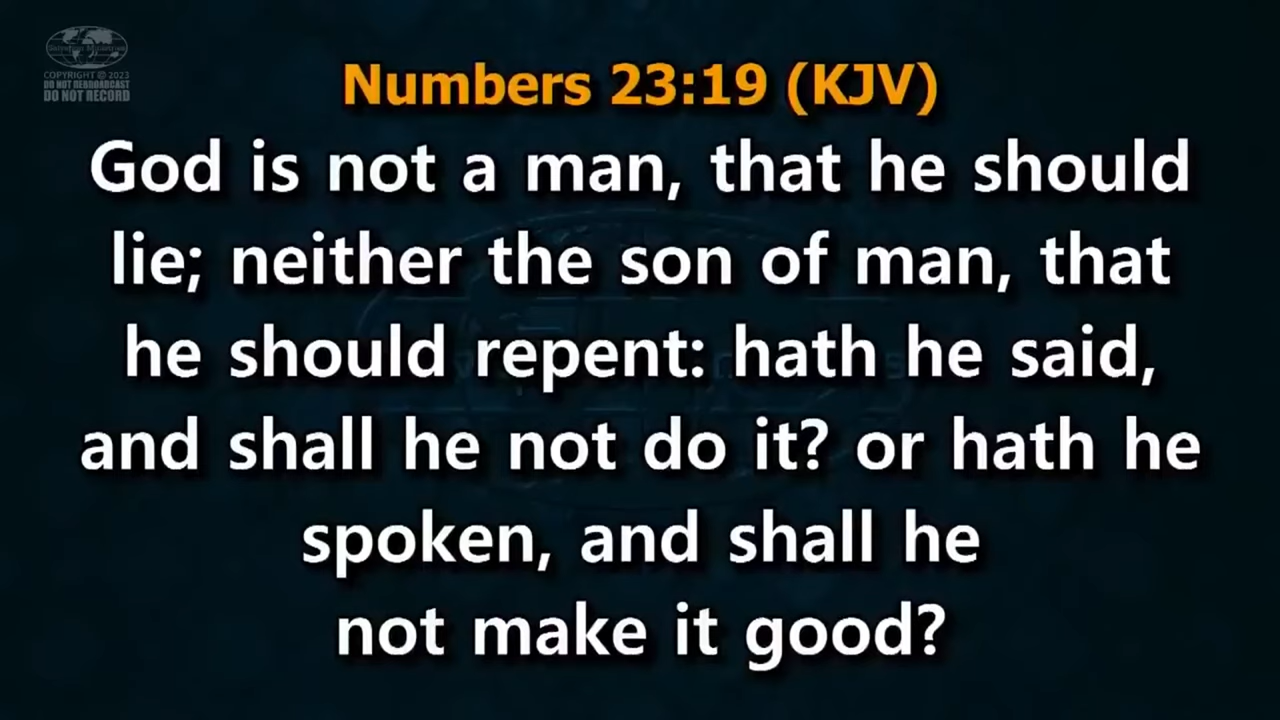 COPYRIGHT © 2023
DO NOT REBROADCAST
DO NOT RECORD
Numbers 23:19 (KJV)
God is not a man, that he should
lie; neither the son of man, that
he should repent: hath he said,
and shall he not do it? or hath he
spoken, and shall he
not make it good?